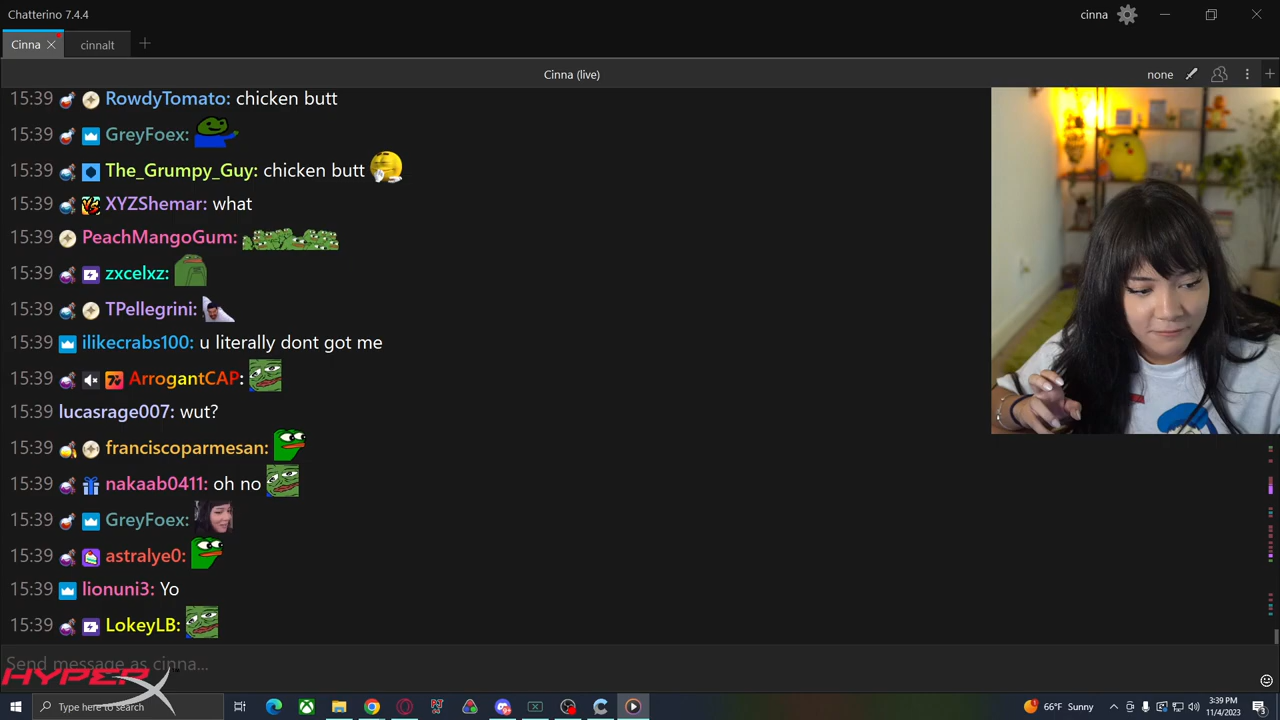 Chatterino 7.4.4
cinna
Cinna
cinnalt
Cinna (live)
none
15:39 RowdyTomato: chicken butt
15:39 GreyFoex:
15:39 The_Grumpy_Guy: chicken butt
15:39 XYZShemar: what
15:39 PeachMangoGum:
15:39 zxcelxz:
15:39 TPellegrini:
15:39 ilikecrabs100: u literally dont got me
15:39 ArrogantCAP:
15:39 lucasrage007: wut?
15:39 franciscoparmesan:
15:39 nakaab0411: oh no
15:39 GreyFoex:
15:39 astralye0:
15:39 lionuni3: Yo
15:39 LokeyLB:
Send message as cinna...
HYPERX
Type here to search
66°F Sunny
3:39 PM
11/4/2023